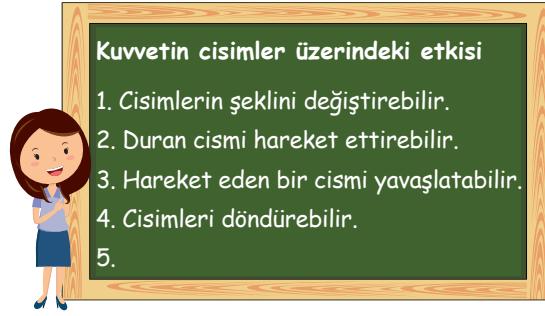 Kuvvetin cisimler üzerindeki etkisi
1. Cisimlerin şeklini değiştirebilir.
2. Duran cismi hareket ettirebilir.
3. Hareket eden bir cismi yavaşlatabilir.
4. Cisimleri döndürebilir.
5.